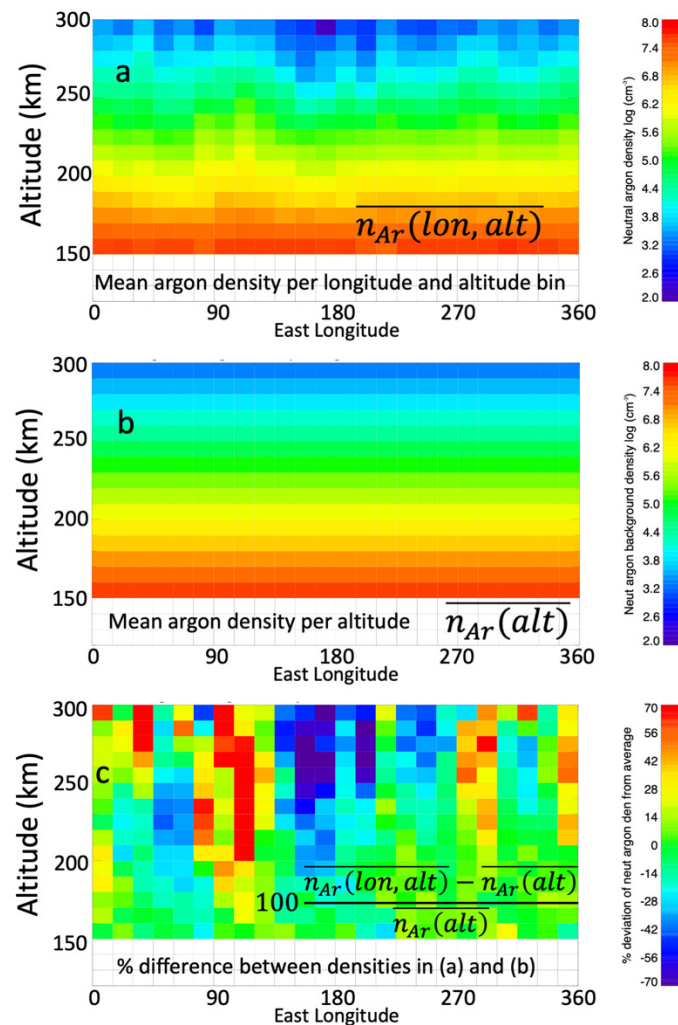 300
250
200
150
Altitude (km)
a
n_Ar(lon, alt)
Mean argon density per longitude and altitude bin
0 90 180 270 360
East Longitude
8.0
7.4
6.8
6.2
5.6
5.0
4.4
3.8
3.2
2.6
2.0
Neutral argon density log (cm⁻³)
300
250
200
150
Altitude (km)
b
Mean argon density per altitude n_Ar(alt)
0 90 180 270 360
East Longitude
8.0
7.4
6.8
6.2
5.6
5.0
4.4
3.8
3.2
2.6
2.0
Neut argon background density log (cm⁻³)
300
250
200
150
Altitude (km)
c
100 (n_Ar(lon, alt) − n_Ar(alt)) / n_Ar(alt)
% difference between densities in (a) and (b)
0 90 180 270 360
East Longitude
70
56
42
28
14
0
-14
-28
-42
-56
-70
% deviation of neut argon den from average